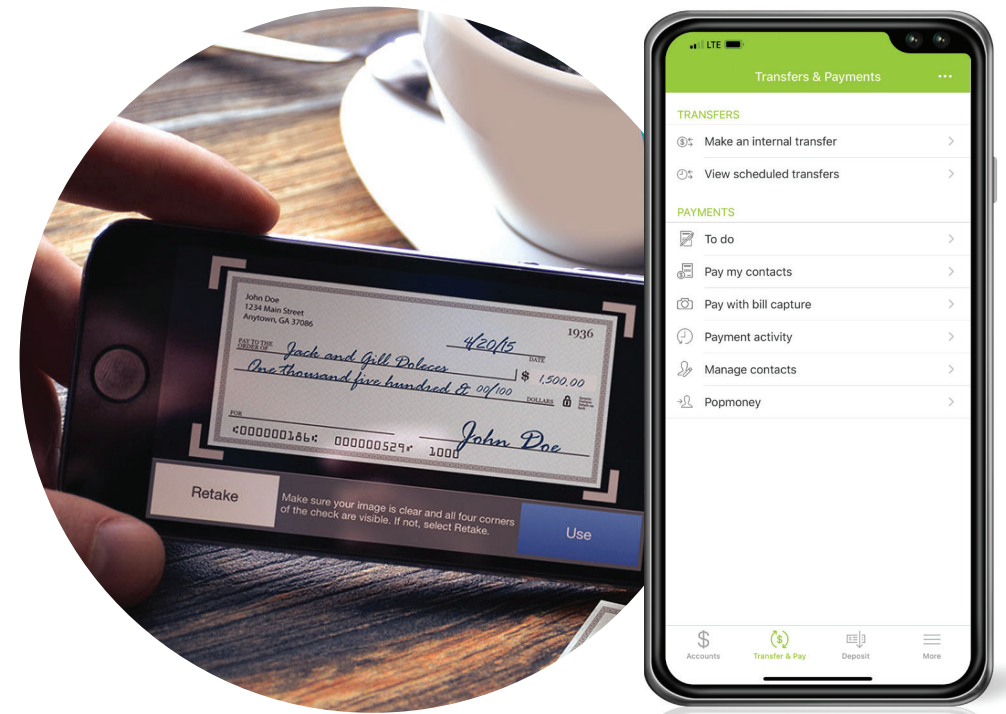 John Doe
1234 Main Street
Anytown, GA 37086
1936
4/20/15
DATE
PAY TO THE
ORDER OF
Jack and Gill Doleces
$ 1,500.00
One thousand five hundred & 00/100
DOLLARS
FOR
John Doe
⑆000000186⑆ 000000529⑈ 1000
Retake
Make sure your image is clear and all four corners
of the check are visible. If not, select Retake.
Use
LTE
Transfers & Payments
TRANSFERS
Make an internal transfer
View scheduled transfers
PAYMENTS
To do
Pay my contacts
Pay with bill capture
Payment activity
Manage contacts
Popmoney
Accounts
Transfer & Pay
Deposit
More